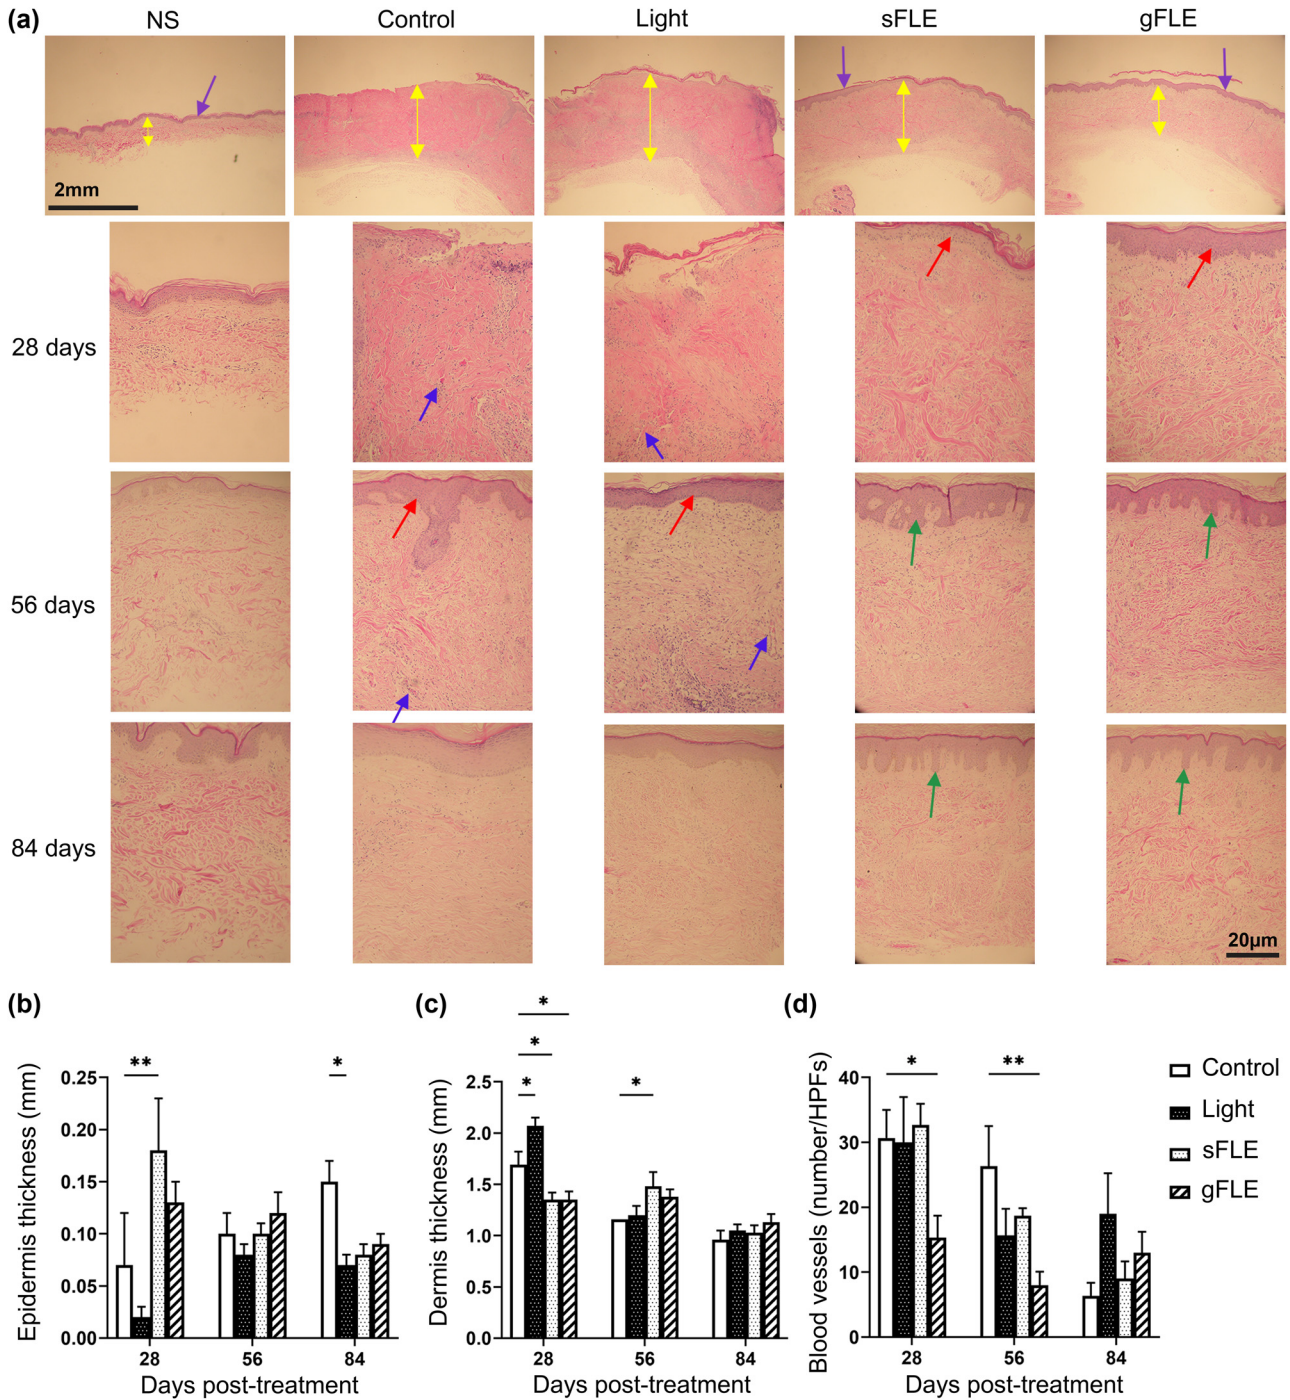 (a)
NS Control Light sFLE gFLE
2mm
28 days
56 days
84 days
20µm
(b)
**
*
Epidermis thickness (mm)
0.25
0.20
0.15
0.10
0.05
0.00
28 56 84
Days post-treatment
(c)
*
*
*
*
Dermis thickness (mm)
2.5
2.0
1.5
1.0
0.5
0.0
28 56 84
Days post-treatment
(d)
*
**
Blood vessels (number/HPFs)
40
30
20
10
0
28 56 84
Days post-treatment
Control
Light
sFLE
gFLE